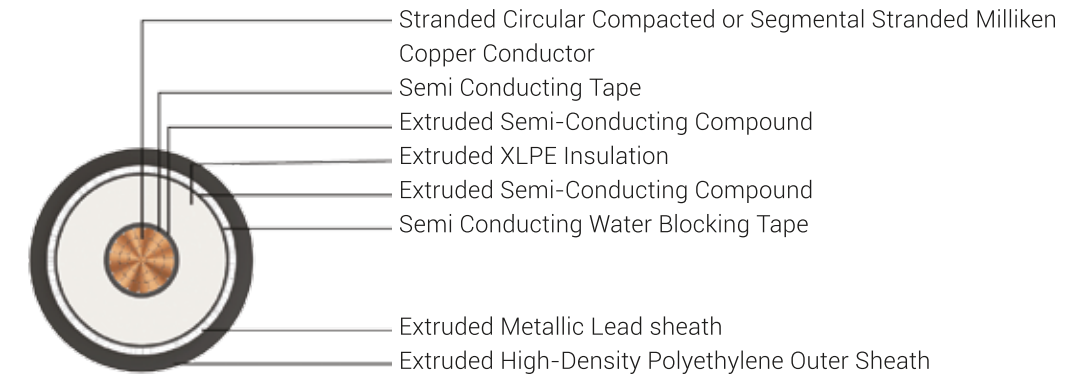 Stranded Circular Compacted or Segmental Stranded Milliken
Copper Conductor
Semi Conducting Tape
Extruded Semi-Conducting Compound
Extruded XLPE Insulation
Extruded Semi-Conducting Compound
Semi Conducting Water Blocking Tape
Extruded Metallic Lead sheath
Extruded High-Density Polyethylene Outer Sheath